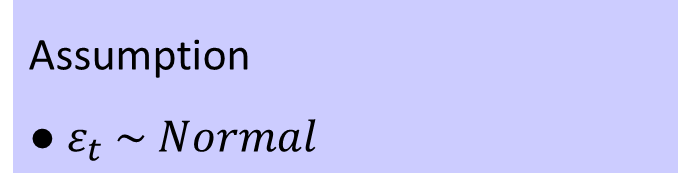 Assumption
● εₜ ~ Normal